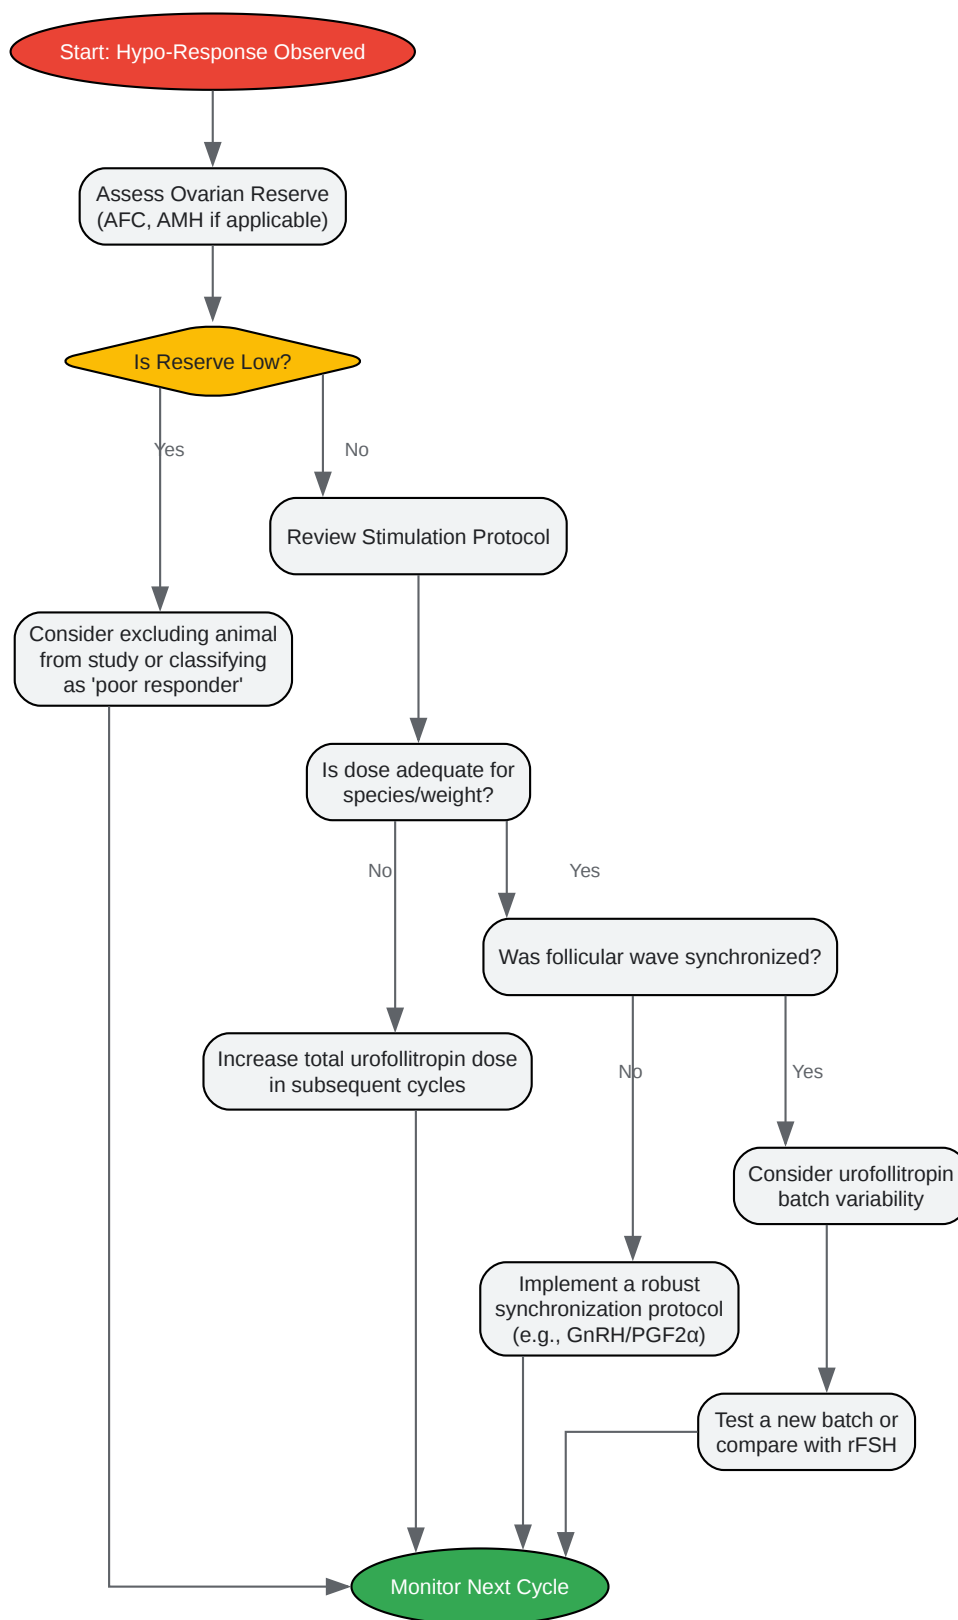 Start: Hypo-Response Observed
Assess Ovarian Reserve
(AFC, AMH if applicable)
Is Reserve Low?
Yes
No
Review Stimulation Protocol
Consider excluding animal
from study or classifying
as 'poor responder'
Is dose adequate for
species/weight?
No
Yes
Was follicular wave synchronized?
Increase total urofollitropin dose
in subsequent cycles
No
Yes
Consider urofollitropin
batch variability
Implement a robust
synchronization protocol
(e.g., GnRH/PGF2α)
Test a new batch or
compare with rFSH
Monitor Next Cycle